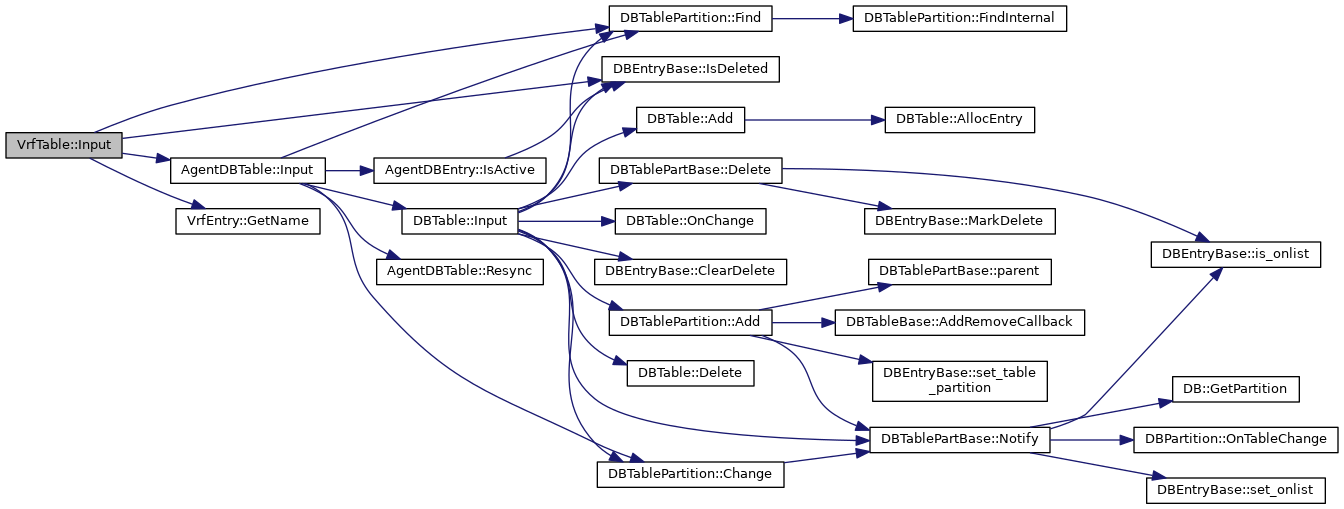 VrfTable::Input
AgentDBTable::Input
VrfEntry::GetName
AgentDBEntry::IsActive
DBTable::Input
AgentDBTable::Resync
DBTablePartition::Find
DBEntryBase::IsDeleted
DBTable::Add
DBTablePartBase::Delete
DBTable::OnChange
DBEntryBase::ClearDelete
DBTablePartition::Add
DBTable::Delete
DBTablePartition::Change
DBTablePartition::FindInternal
DBTable::AllocEntry
DBEntryBase::MarkDelete
DBTablePartBase::parent
DBTableBase::AddRemoveCallback
DBEntryBase::set_table
_partition
DBTablePartBase::Notify
DBEntryBase::is_onlist
DB::GetPartition
DBPartition::OnTableChange
DBEntryBase::set_onlist